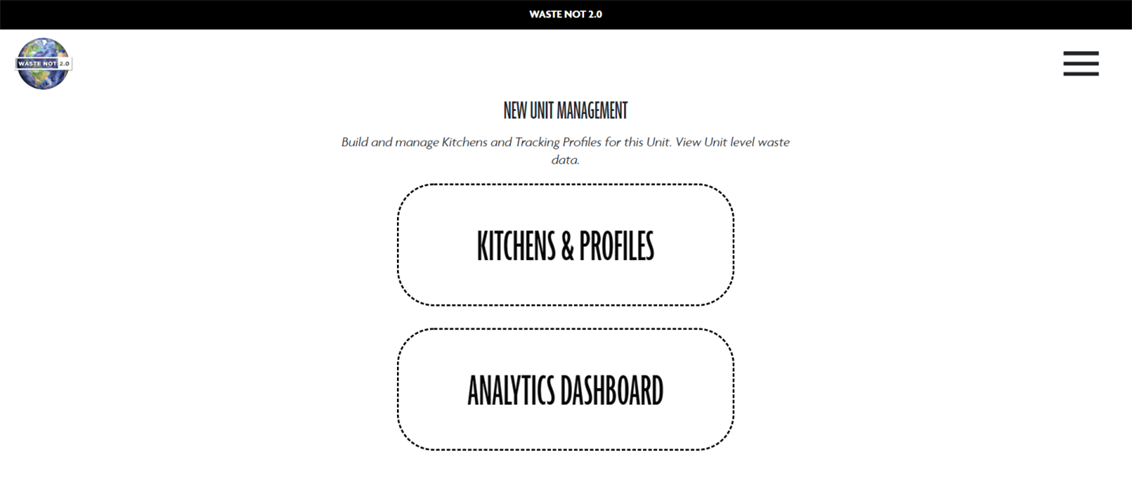 WASTE NOT 2.0
WASTE NOT 2.0
NEW UNIT MANAGEMENT
Build and manage Kitchens and Tracking Profiles for this Unit. View Unit level waste
data.
KITCHENS & PROFILES
ANALYTICS DASHBOARD